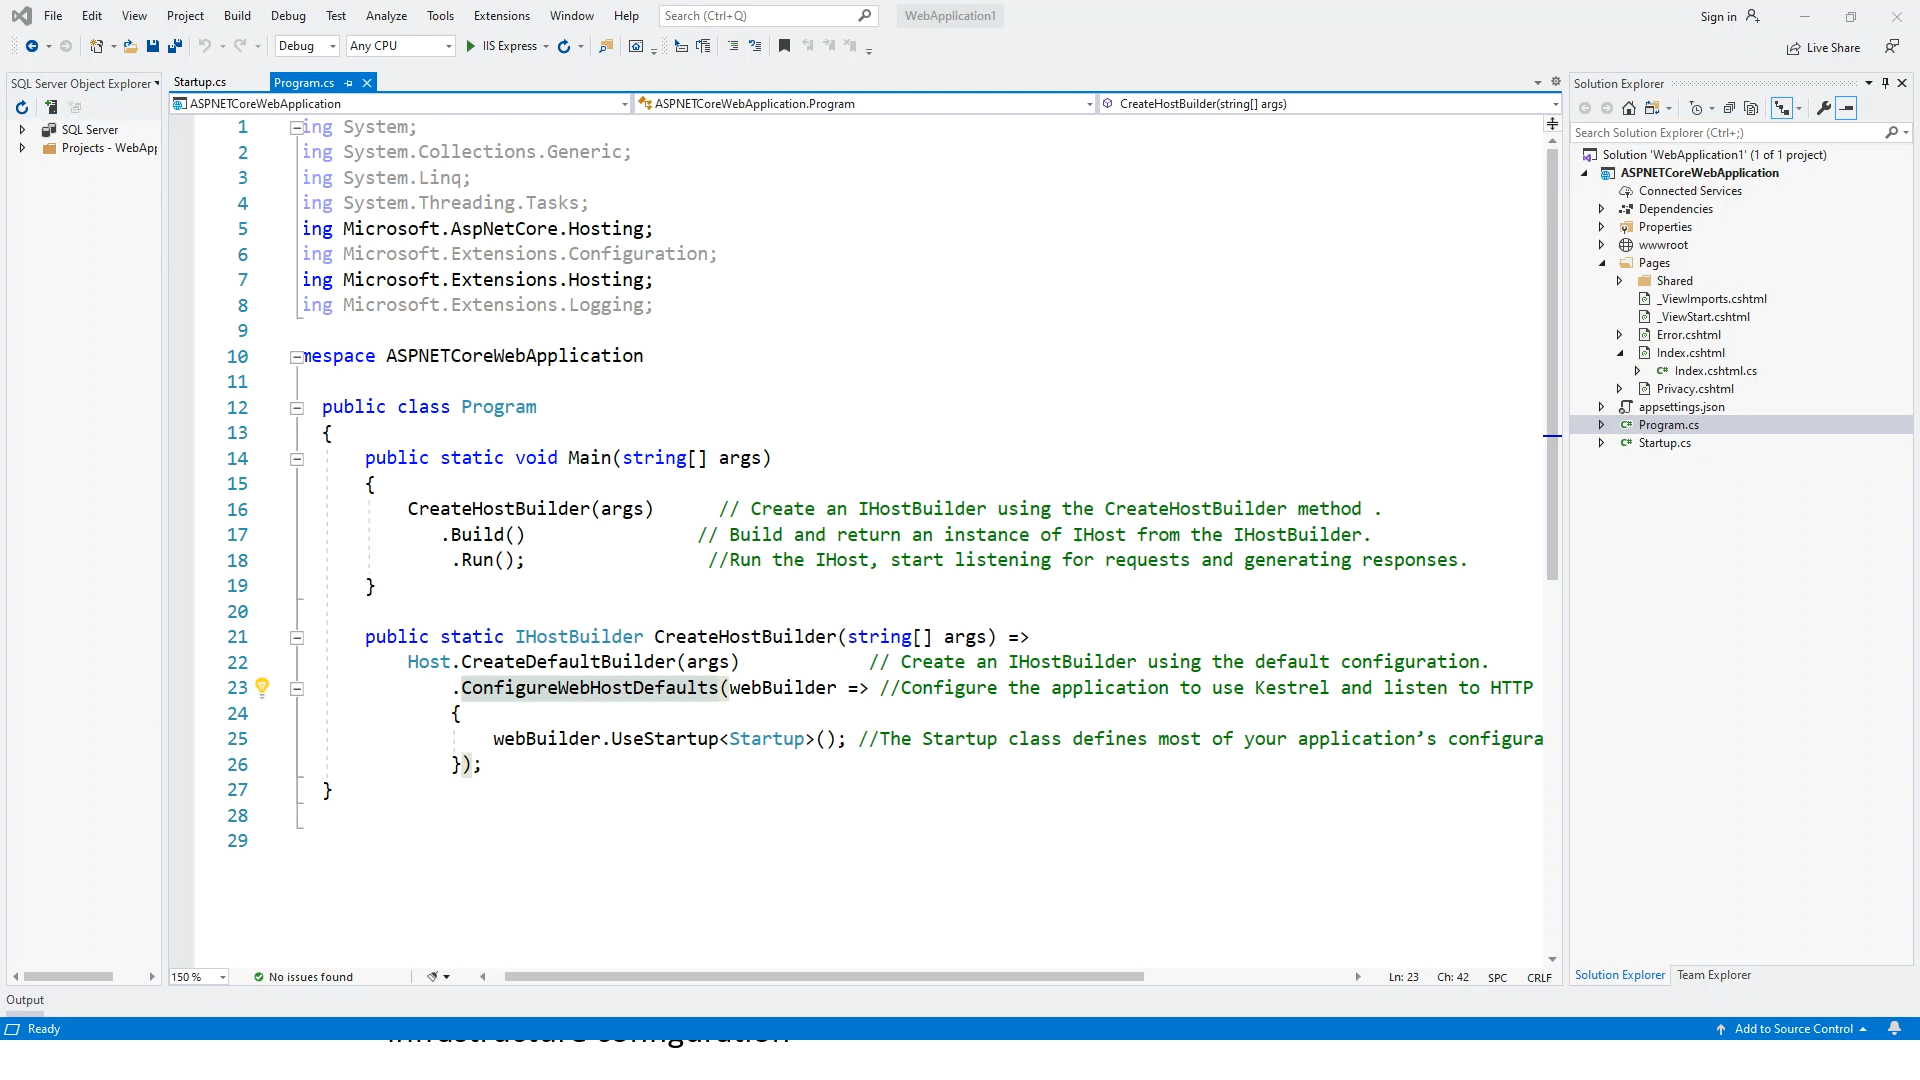 File Edit View Project Build Debug Test Analyze Tools Extensions Window Help Search (Ctrl+Q) WebApplication1 Sign in
Debug Any CPU IIS Express Live Share
SQL Server Object Explorer
SQL Server
Projects - WebApp
Startup.cs Program.cs
ASPNETCoreWebApplication ASPNETCoreWebApplication.Program CreateHostBuilder(string[] args)
1 ing System;
2 ing System.Collections.Generic;
3 ing System.Linq;
4 ing System.Threading.Tasks;
5 ing Microsoft.AspNetCore.Hosting;
6 ing Microsoft.Extensions.Configuration;
7 ing Microsoft.Extensions.Hosting;
8 ing Microsoft.Extensions.Logging;
9
10 mespace ASPNETCoreWebApplication
11
12 public class Program
13 {
14 public static void Main(string[] args)
15 {
16 CreateHostBuilder(args) // Create an IHostBuilder using the CreateHostBuilder method .
17 .Build() // Build and return an instance of IHost from the IHostBuilder.
18 .Run(); //Run the IHost, start listening for requests and generating responses.
19 }
20
21 public static IHostBuilder CreateHostBuilder(string[] args) =>
22 Host.CreateDefaultBuilder(args) // Create an IHostBuilder using the default configuration.
23 .ConfigureWebHostDefaults(webBuilder => //Configure the application to use Kestrel and listen to HTTP
24 {
25 webBuilder.UseStartup<Startup>(); //The Startup class defines most of your application’s configura
26 });
27 }
28
29
150 % No issues found Ln: 23 Ch: 42 SPC CRLF
Solution Explorer
Search Solution Explorer (Ctrl+;)
Solution 'WebApplication1' (1 of 1 project)
ASPNETCoreWebApplication
Connected Services
Dependencies
Properties
wwwroot
Pages
Shared
_ViewImports.cshtml
_ViewStart.cshtml
Error.cshtml
Index.cshtml
C# Index.cshtml.cs
Privacy.cshtml
appsettings.json
C# Program.cs
C# Startup.cs
Solution Explorer Team Explorer
Output
Ready Add to Source Control
infrastructure configuration